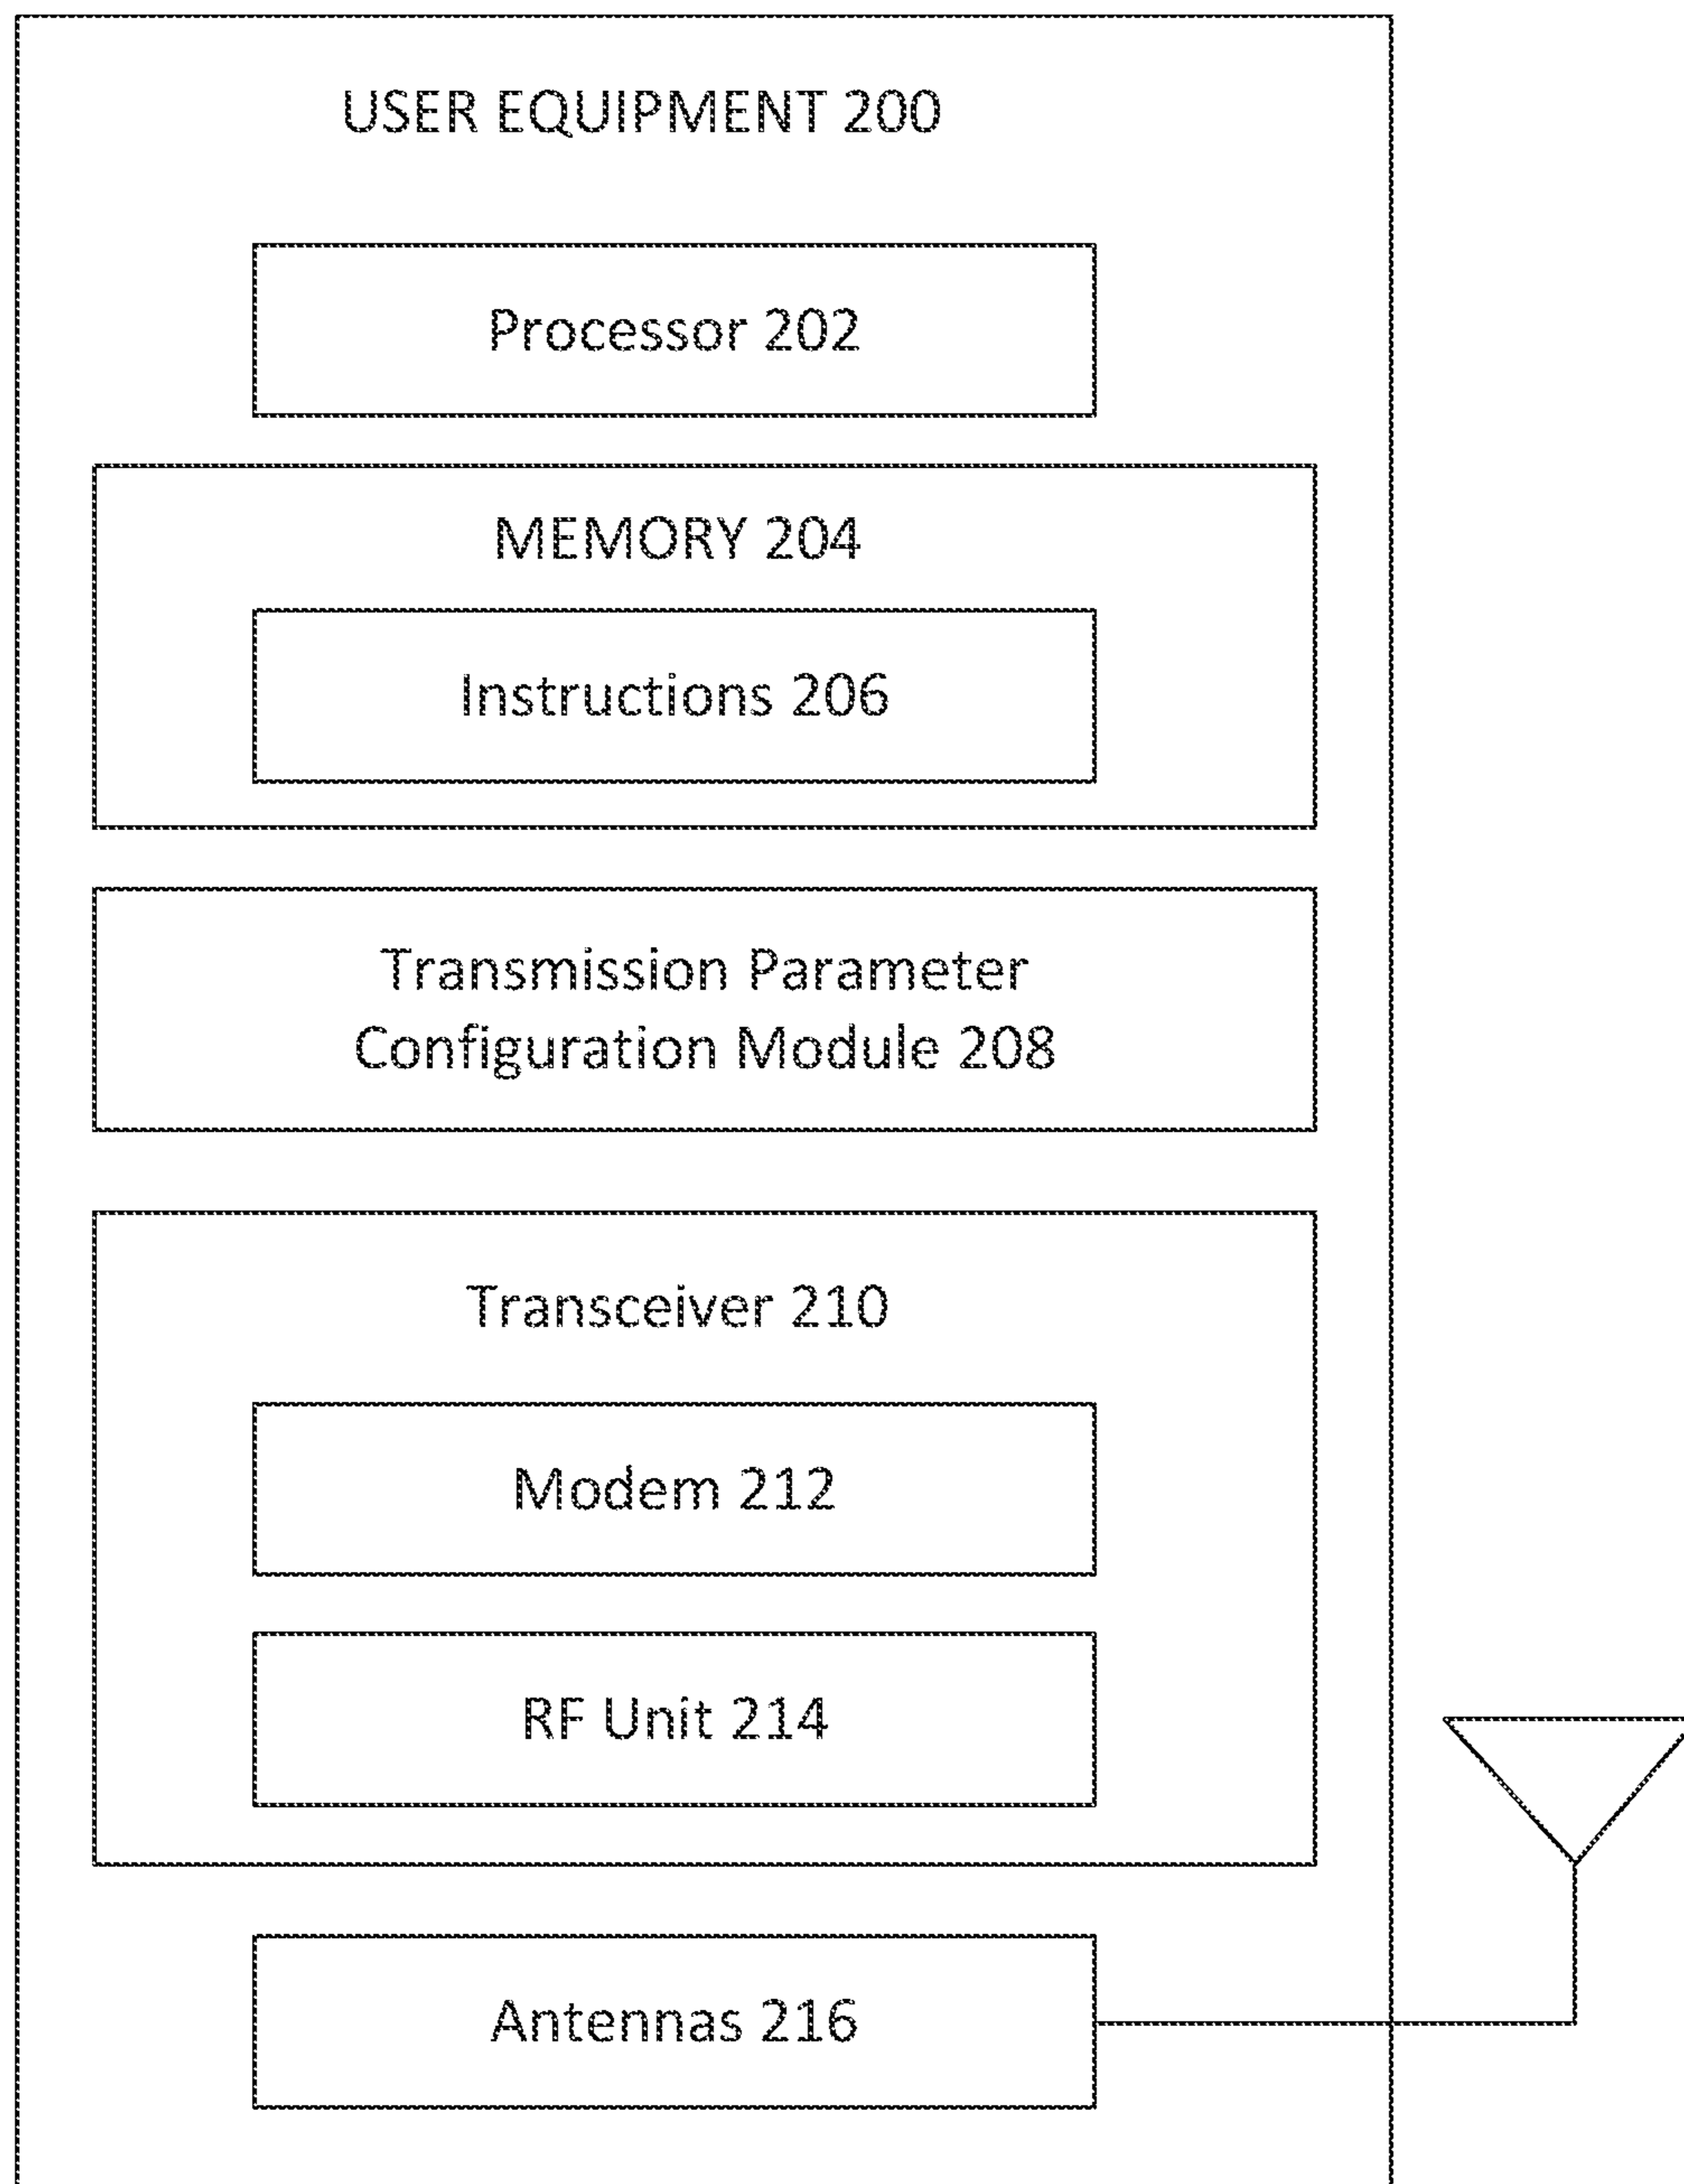 USER EQUIPMENT 200
Processor 202
MEMORY 204
Instructions 206
Transmission Parameter
Configuration Module 208
Transceiver 210
Modem 212
RF Unit 214
Antennas 216